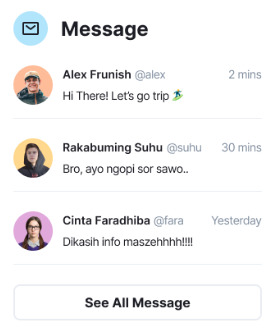 Message
Alex Frunish @alex 2 mins
Hi There! Let's go trip 🏄‍♂️
Rakabuming Suhu @suhu 30 mins
Bro, ayo ngopi sor sawo..
Cinta Faradhiba @fara Yesterday
Dikasih info maszehhhh!!!!
See All Message